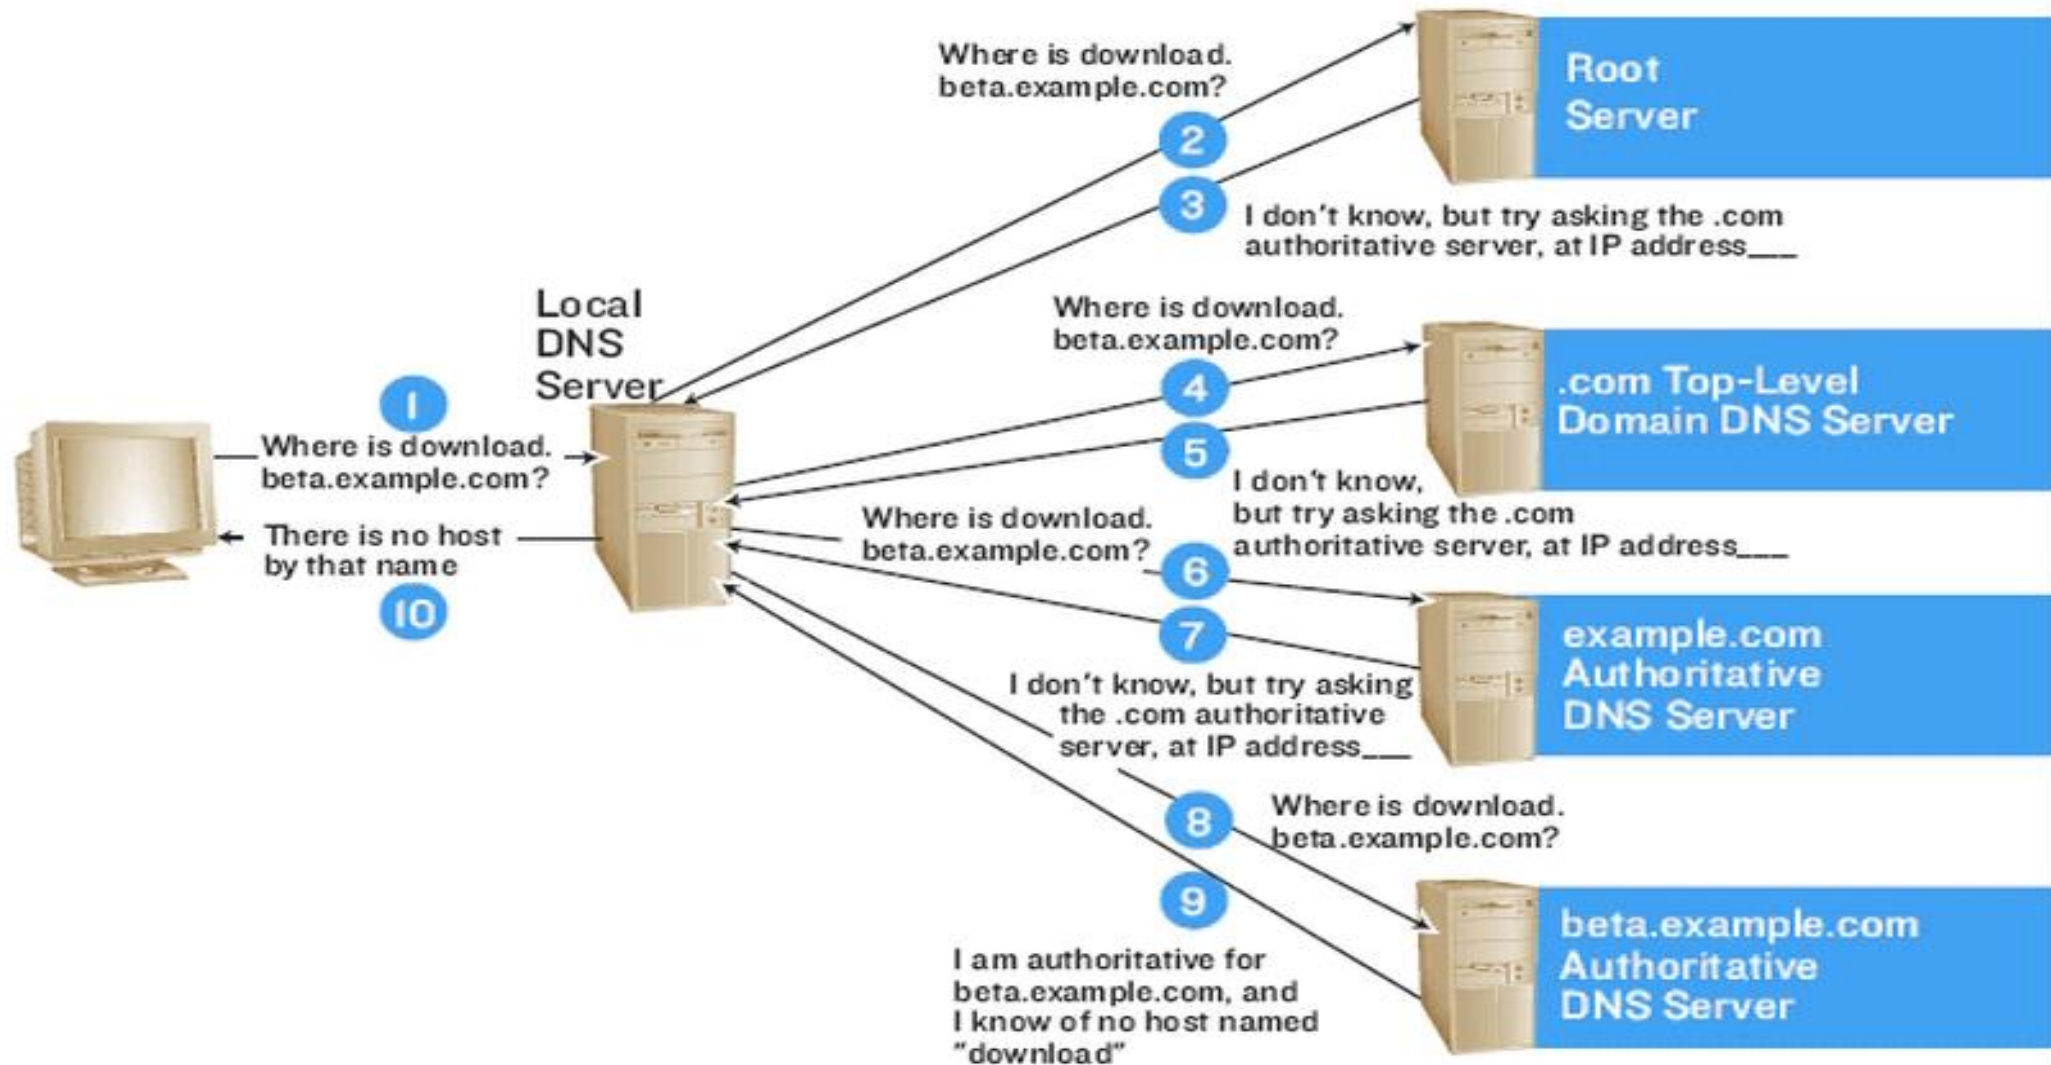 Where is download.
beta.example.com?
2
Root
Server
3
I don't know, but try asking the .com
authoritative server, at IP address___
Local
DNS
Server
Where is download.
beta.example.com?
4
.com Top-Level
Domain DNS Server
5
I don't know,
but try asking the .com
authoritative server, at IP address___
1
Where is download.
beta.example.com?
There is no host
by that name
10
Where is download.
beta.example.com?
6
example.com
Authoritative
DNS Server
7
I don't know, but try asking
the .com authoritative
server, at IP address___
8
Where is download.
beta.example.com?
9
I am authoritative for
beta.example.com, and
I know of no host named
"download"
beta.example.com
Authoritative
DNS Server